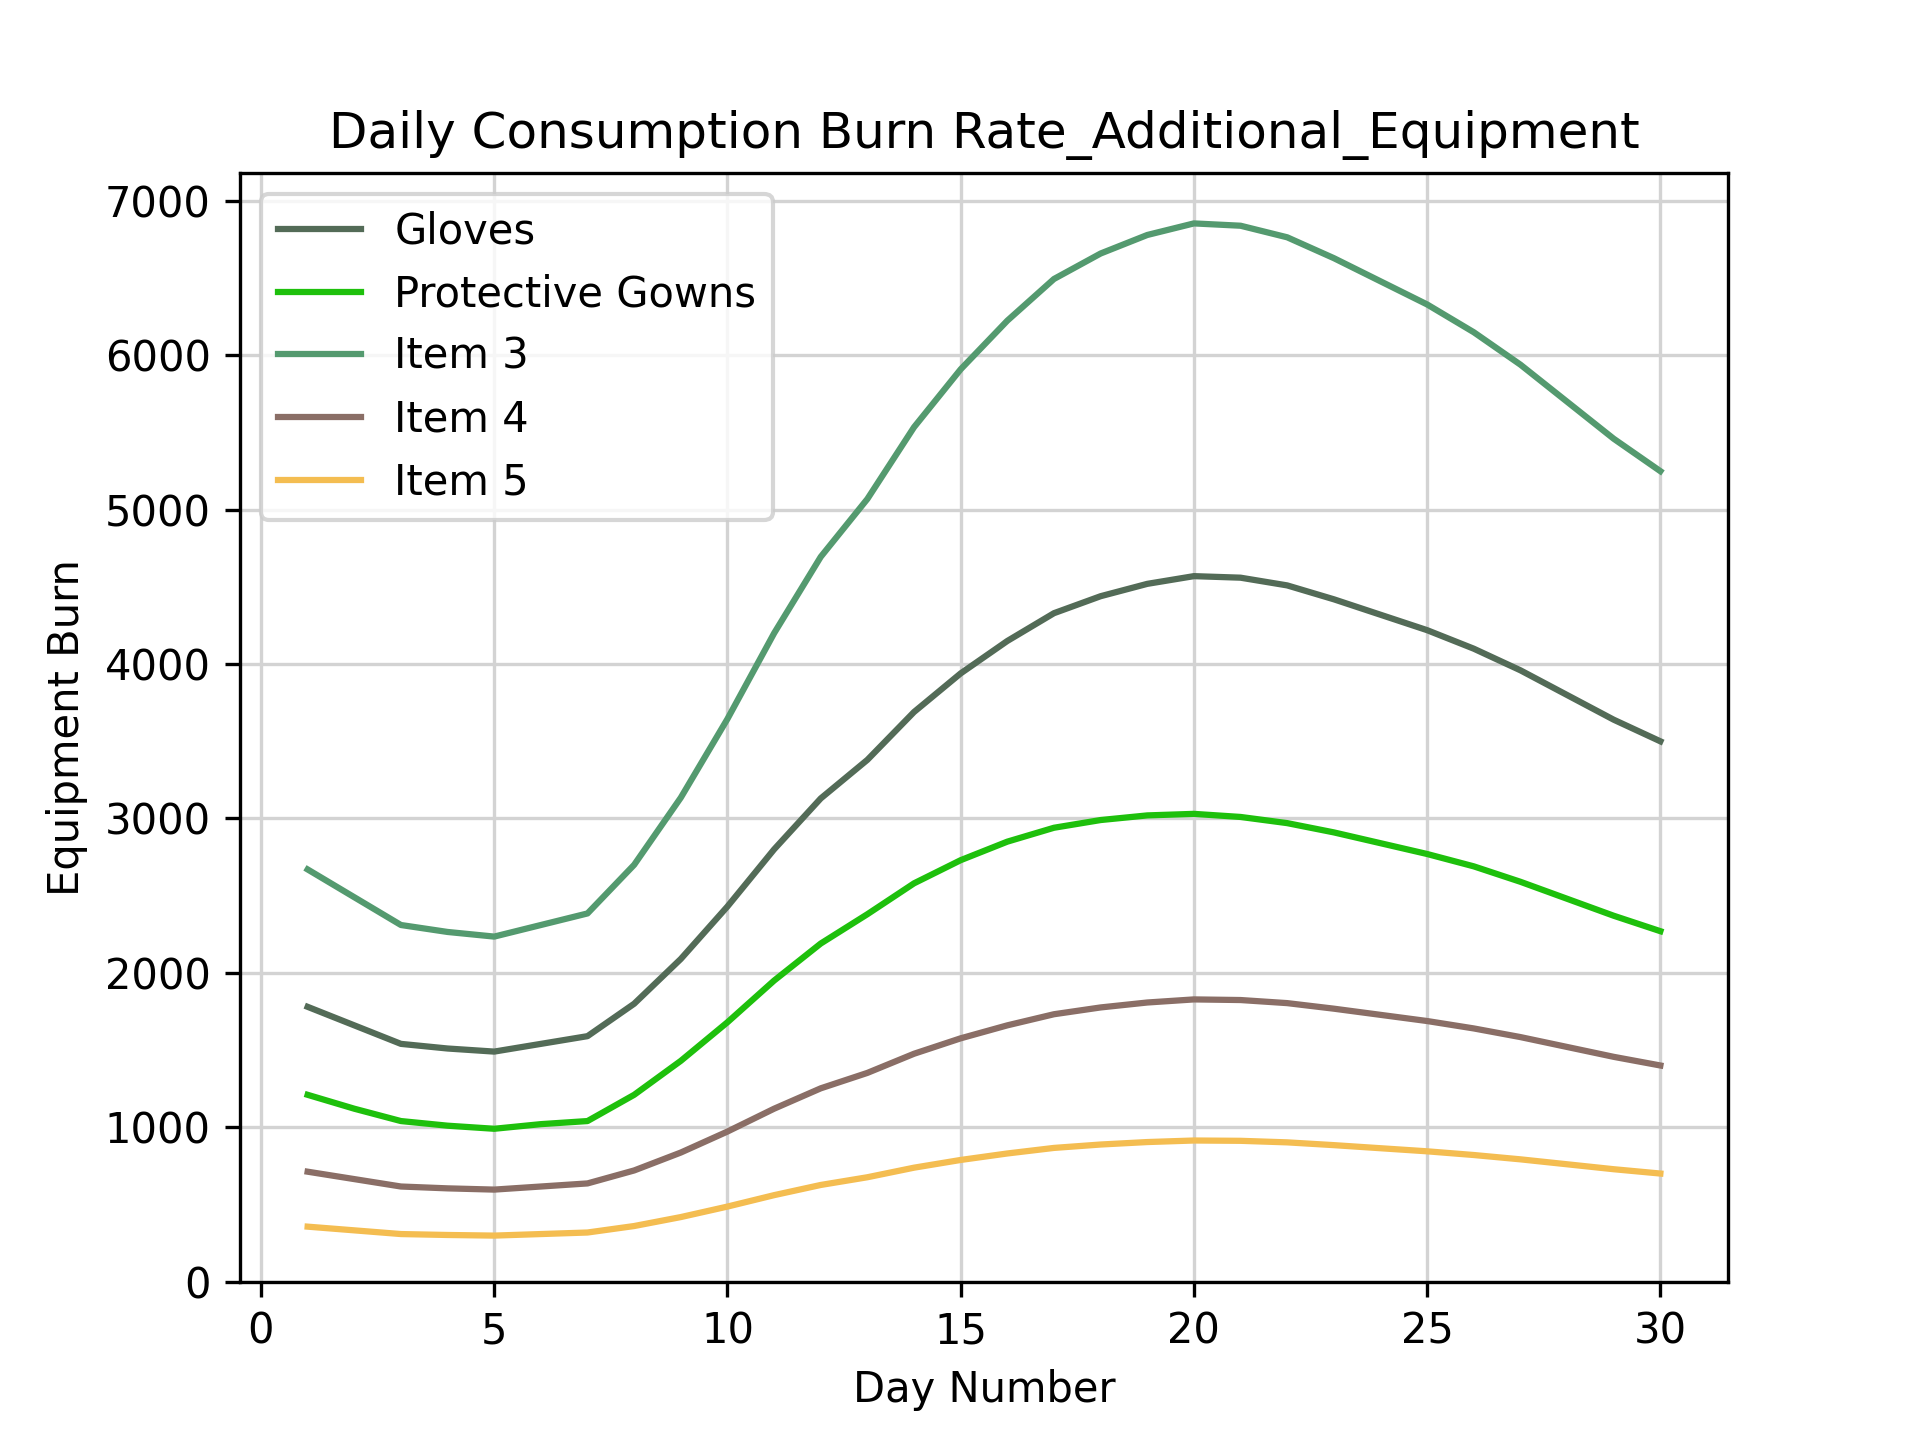 Daily Consumption Burn Rate_Additional_Equipment
7000
6000
5000
4000
3000
2000
1000
0
Equipment Burn
Gloves
Protective Gowns
Item 3
Item 4
Item 5
0 5 10 15 20 25 30
Day Number